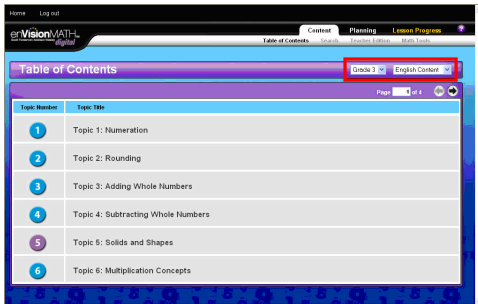 Home Log out
enVisionMATH
digital
Content Planning Lesson Progress ?
Table of Contents Search Teacher Edition Math Tools
Table of Contents
Grade 3 English Content
Page 1 of 4
Topic Number Topic Title
1 Topic 1: Numeration
2 Topic 2: Rounding
3 Topic 3: Adding Whole Numbers
4 Topic 4: Subtracting Whole Numbers
5 Topic 5: Solids and Shapes
6 Topic 6: Multiplication Concepts